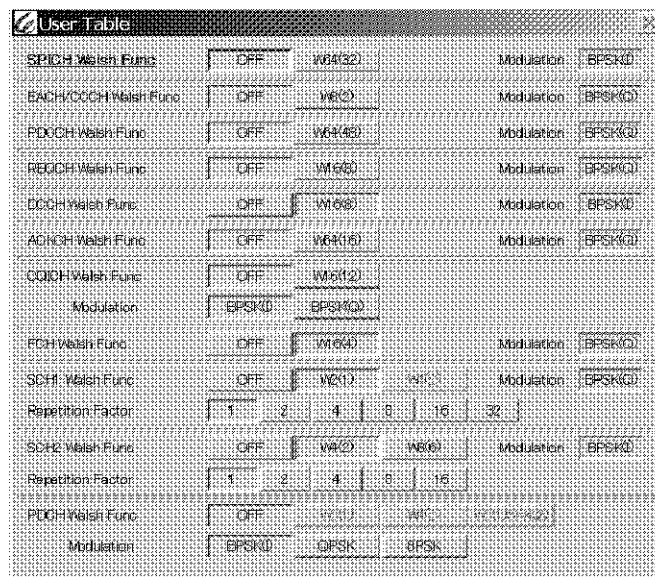 User Table
SPICH Walsh Func OFF W64(32) Modulation BPSK(I)
EACH/CCCH Walsh Func OFF W8(2) Modulation BPSK(Q)
PDCCH Walsh Func OFF W64(48) Modulation BPSK(Q)
REQCH Walsh Func OFF W16(8) Modulation BPSK(Q)
DCCH Walsh Func OFF W16(8) Modulation BPSK(I)
ACKCH Walsh Func OFF W64(16) Modulation BPSK(Q)
CQICH Walsh Func OFF W16(12)
Modulation BPSK(I) BPSK(Q)
FCH Walsh Func OFF W16(4) Modulation BPSK(Q)
SCH1 Walsh Func OFF W2(1) Modulation BPSK(Q)
Repetition Factor 1 2 4 8 16 32
SCH2 Walsh Func OFF W4(2) W8(6) Modulation BPSK(I)
Repetition Factor 1 2 4 8 16
PDCH Walsh Func OFF
Modulation BPSK(I) QPSK 8PSK